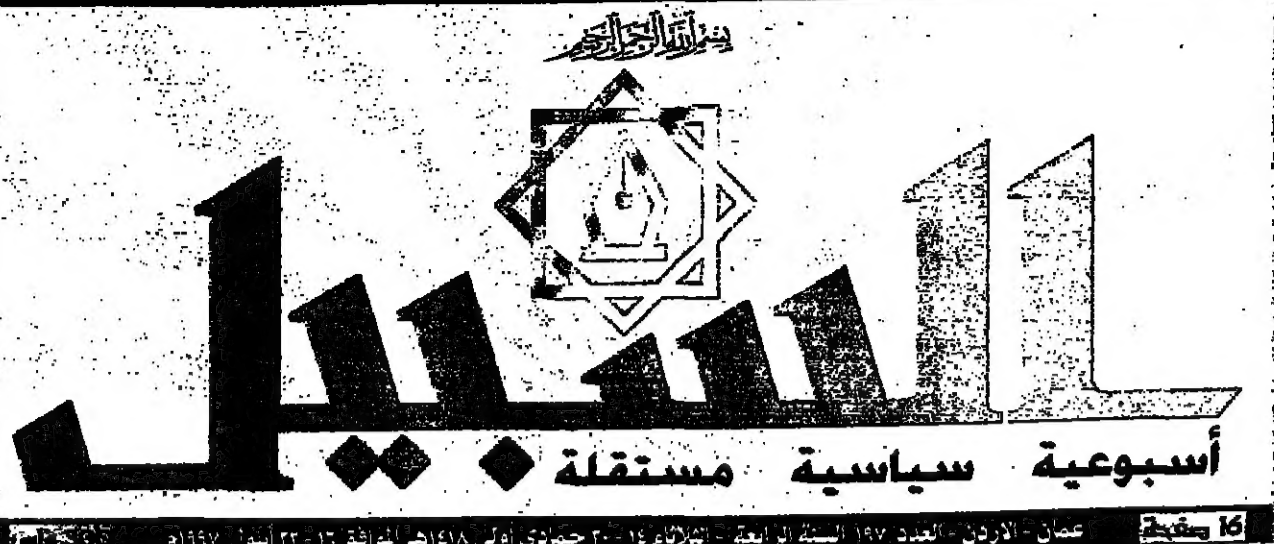 بسم الله الرحمن الرحيم
السبيل
أسبوعية سياسية مستقلة
16 صفحة عمان - الاردن - العدد ١٩٧ السنة الرابعة - الثلاثاء ١٤ - ٢٠ جمادى أولى ١٤١٨هـ الموافق ١٦ - ٢٢ أيلول ١٩٩٧م